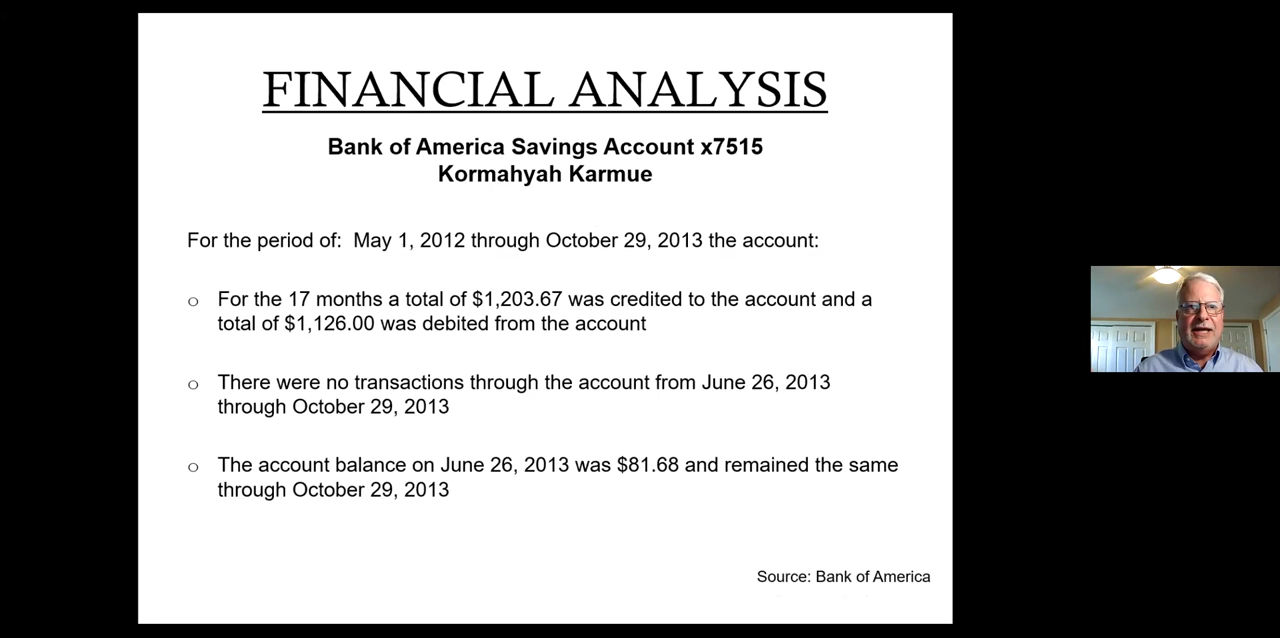 FINANCIAL ANALYSIS
Bank of America Savings Account x7515
Kormahyah Karmue
For the period of:  May 1, 2012 through October 29, 2013 the account:
o For the 17 months a total of $1,203.67 was credited to the account and a
total of $1,126.00 was debited from the account
o There were no transactions through the account from June 26, 2013
through October 29, 2013
o The account balance on June 26, 2013 was $81.68 and remained the same
through October 29, 2013
Source: Bank of America